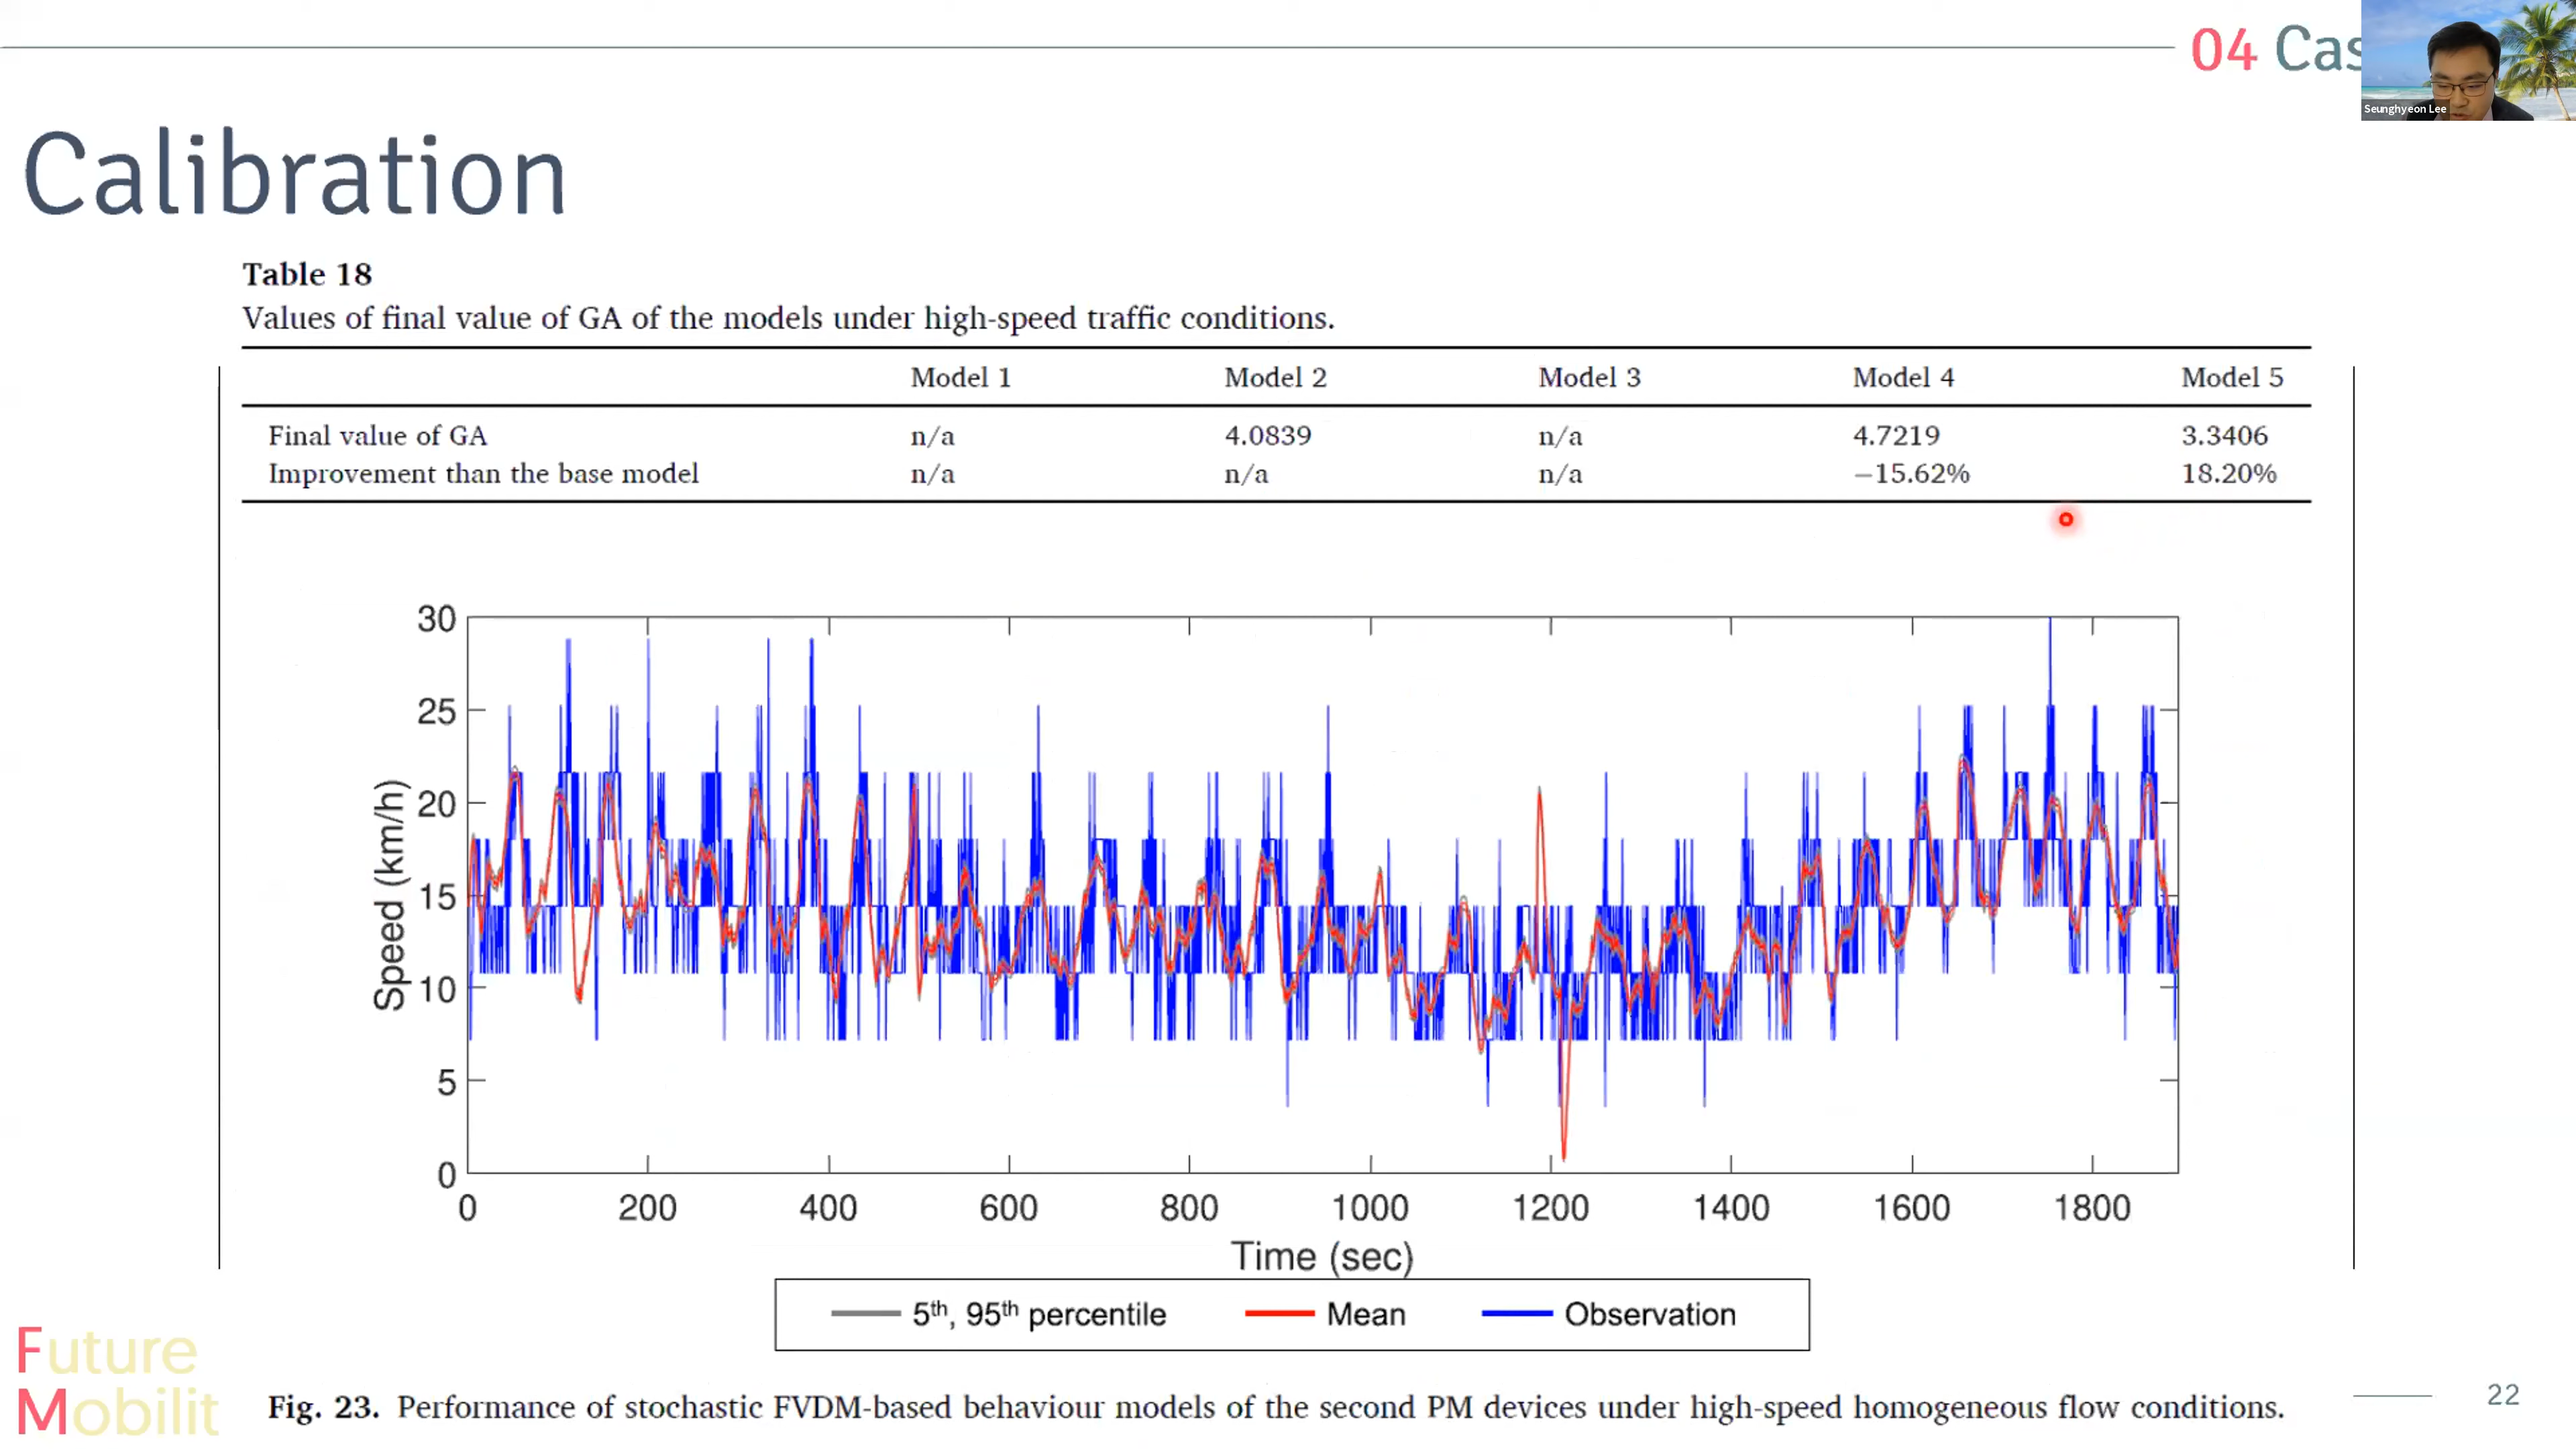 04 Cas
Seunghyeon Lee
Calibration
Table 18
Values of final value of GA of the models under high-speed traffic conditions.
Model 1 Model 2 Model 3 Model 4 Model 5
Final value of GA n/a 4.0839 n/a 4.7219 3.3406
Improvement than the base model n/a n/a n/a −15.62% 18.20%
30
25
20
15
10
5
0
Speed (km/h)
0 200 400 600 800 1000 1200 1400 1600 1800
Time (sec)
5th, 95th percentile Mean Observation
Future
Mobilit
Fig. 23. Performance of stochastic FVDM-based behaviour models of the second PM devices under high-speed homogeneous flow conditions.
22